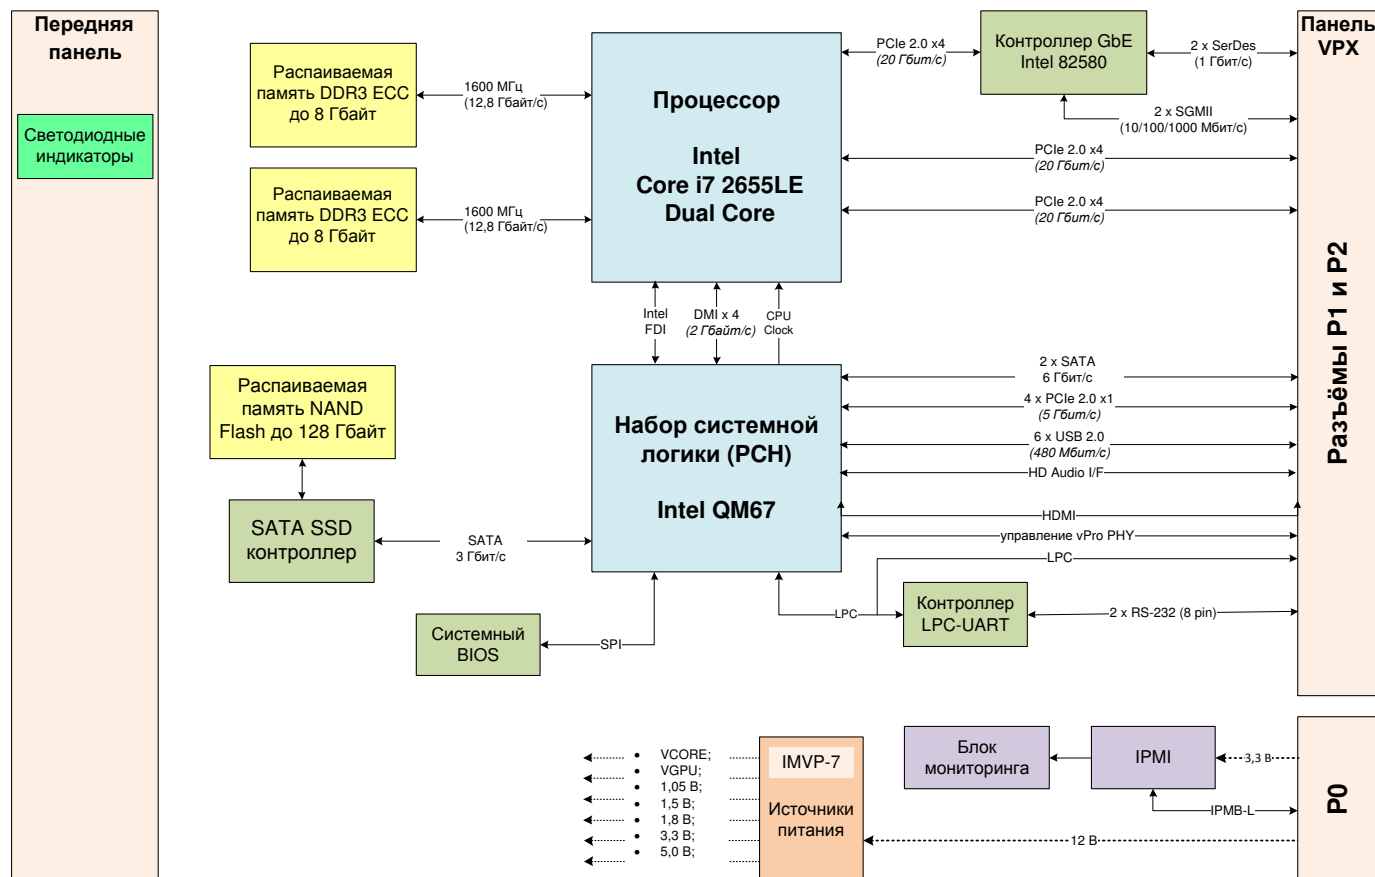 Передняя
панель
Светодиодные
индикаторы
Распаиваемая
память DDR3 ECC
до 8 Гбайт
1600 МГц
(12,8 Гбайт/с)
Распаиваемая
память DDR3 ECC
до 8 Гбайт
1600 МГц
(12,8 Гбайт/с)
Процессор
Intel
Core i7 2655LE
Dual Core
PCIe 2.0 x4
(20 Гбит/с)
Контроллер GbE
Intel 82580
2 x SerDes
(1 Гбит/с)
2 x SGMII
(10/100/1000 Мбит/с)
PCIe 2.0 x4
(20 Гбит/с)
PCIe 2.0 x4
(20 Гбит/с)
Панель
VPX
Разъёмы P1 и P2
Intel
FDI
DMI x 4
(2 Гбайт/с)
CPU
Clock
Распаиваемая
память NAND
Flash до 128 Гбайт
SATA SSD
контроллер
SATA
3 Гбит/с
Набор системной
логики (PCH)
Intel QM67
2 x SATA
6 Гбит/с
4 x PCIe 2.0 x1
(5 Гбит/с)
6 x USB 2.0
(480 Мбит/с)
HD Audio I/F
HDMI
управление vPro PHY
LPC
LPC
Контроллер
LPC-UART
2 x RS-232 (8 pin)
Системный
BIOS
SPI
• VCORE;
• VGPU;
• 1,05 В;
• 1,5 В;
• 1,8 В;
• 3,3 В;
• 5,0 В;
IMVP-7
Источники
питания
Блок
мониторинга
IPMI
3,3 В
IPMB-L
12 В
P0